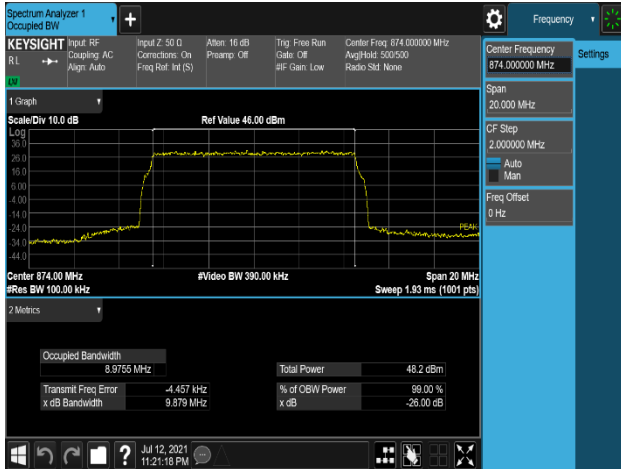 Spectrum Analyzer 1
Occupied BW
Frequency
KEYSIGHT
R L
LV
Input: RF
Coupling: AC
Align: Auto
Input Z: 50 Ω
Corrections: On
Freq Ref: Int (S)
Atten: 16 dB
Preamp: Off
Trig: Free Run
Gate: Off
#IF Gain: Low
Center Freq: 874.000000 MHz
Avg|Hold: 500/500
Radio Std: None
Center Frequency
874.000000 MHz
Settings
Span
20.000 MHz
CF Step
2.000000 MHz
Auto
Man
Freq Offset
0 Hz
1 Graph
Scale/Div 10.0 dB
Ref Value 46.00 dBm
Log
36.0
26.0
16.0
6.00
-4.00
-14.0
-24.0
-34.0
-44.0
PEAK
Center 874.00 MHz
#Video BW 390.00 kHz
Span 20 MHz
#Res BW 100.00 kHz
Sweep 1.93 ms (1001 pts)
2 Metrics
Occupied Bandwidth
8.9755 MHz
Total Power 48.2 dBm
Transmit Freq Error -4.457 kHz
% of OBW Power 99.00 %
x dB Bandwidth 9.879 MHz
x dB -26.00 dB
?
Jul 12, 2021
11:21:18 PM